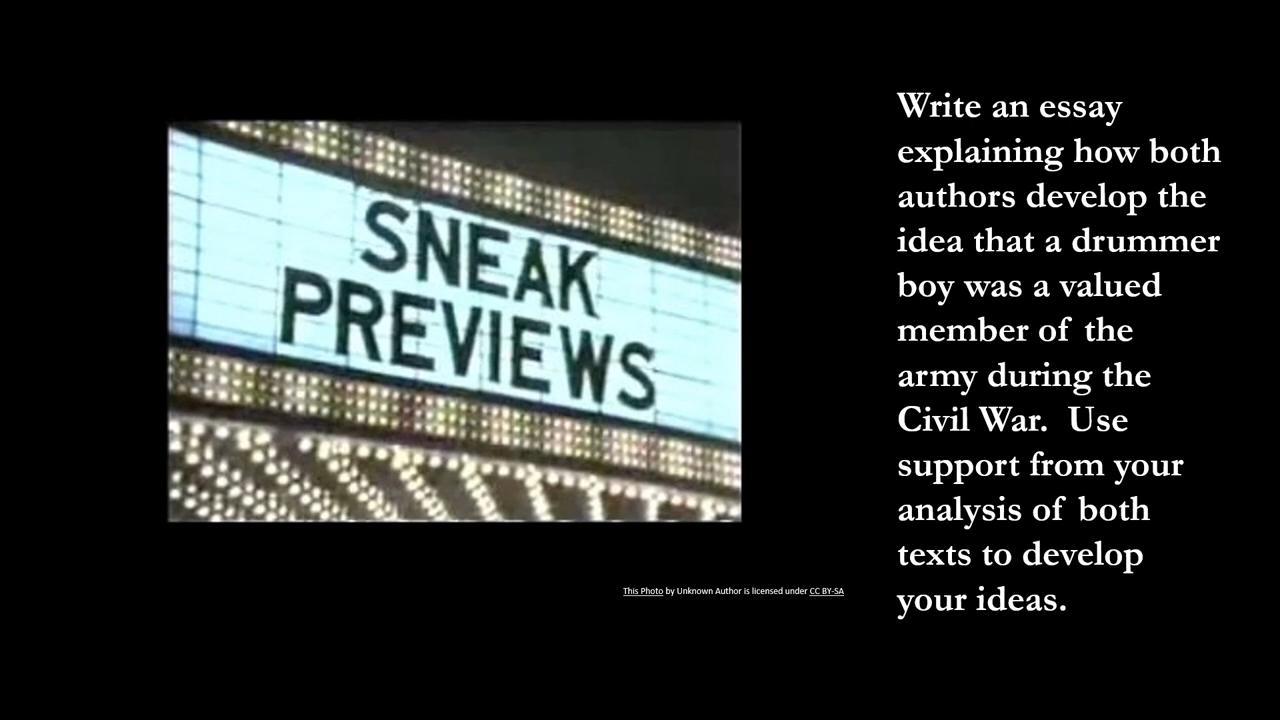 SNEAK
PREVIEWS
This Photo by Unknown Author is licensed under CC BY-SA
Write an essay
explaining how both
authors develop the
idea that a drummer
boy was a valued
member of the
army during the
Civil War.  Use
support from your
analysis of both
texts to develop
your ideas.